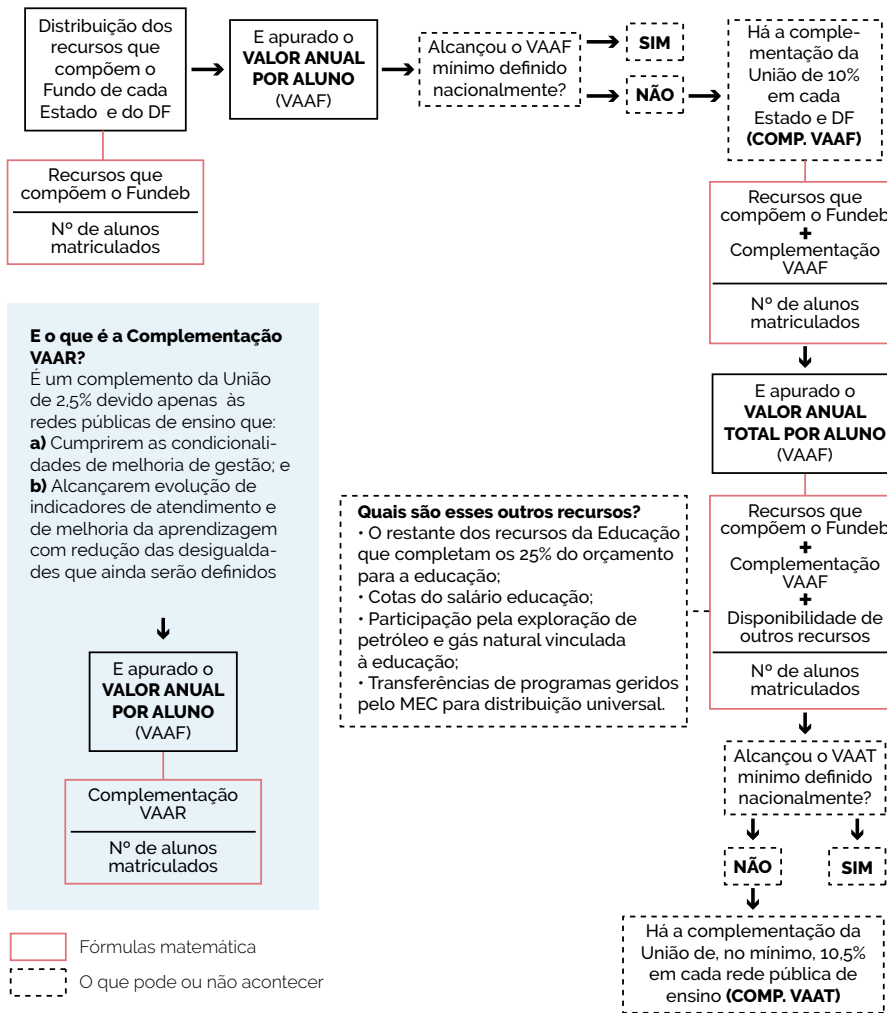 Distribuição dos
recursos que
compõem o
Fundo de cada
Estado e do DF
E apurado o
VALOR ANUAL
POR ALUNO
(VAAF)
Alcançou o VAAF
mínimo definido
nacionalmente?
SIM
NÃO
Há a comple-
mentação da
União de 10%
em cada
Estado e DF
(COMP. VAAF)
Recursos que
compõem o Fundeb
Nº de alunos
matriculados
Recursos que
compõem o Fundeb
+
Complementação
VAAF
Nº de alunos
matriculados
E apurado o
VALOR ANUAL
TOTAL POR ALUNO
(VAAF)
Recursos que
compõem o Fundeb
+
Complementação
VAAF
+
Disponibilidade de
outros recursos
Nº de alunos
matriculados
Quais são esses outros recursos?
• O restante dos recursos da Educação
que completam os 25% do orçamento
para a educação;
• Cotas do salário educação;
• Participação pela exploração de
petróleo e gás natural vinculada
à educação;
• Transferências de programas geridos
pelo MEC para distribuição universal.
Alcançou o VAAT
mínimo definido
nacionalmente?
NÃO
SIM
Há a complementação da
União de, no mínimo, 10,5%
em cada rede pública de
ensino (COMP. VAAT)
E o que é a Complementação
VAAR?
É um complemento da União
de 2,5% devido apenas às
redes públicas de ensino que:
a) Cumprirem as condicionali-
dades de melhoria de gestão; e
b) Alcançarem evolução de
indicadores de atendimento e
de melhoria da aprendizagem
com redução das desigualda-
des que ainda serão definidos
E apurado o
VALOR ANUAL
POR ALUNO
(VAAF)
Complementação
VAAR
Nº de alunos
matriculados
Fórmulas matemática
O que pode ou não acontecer